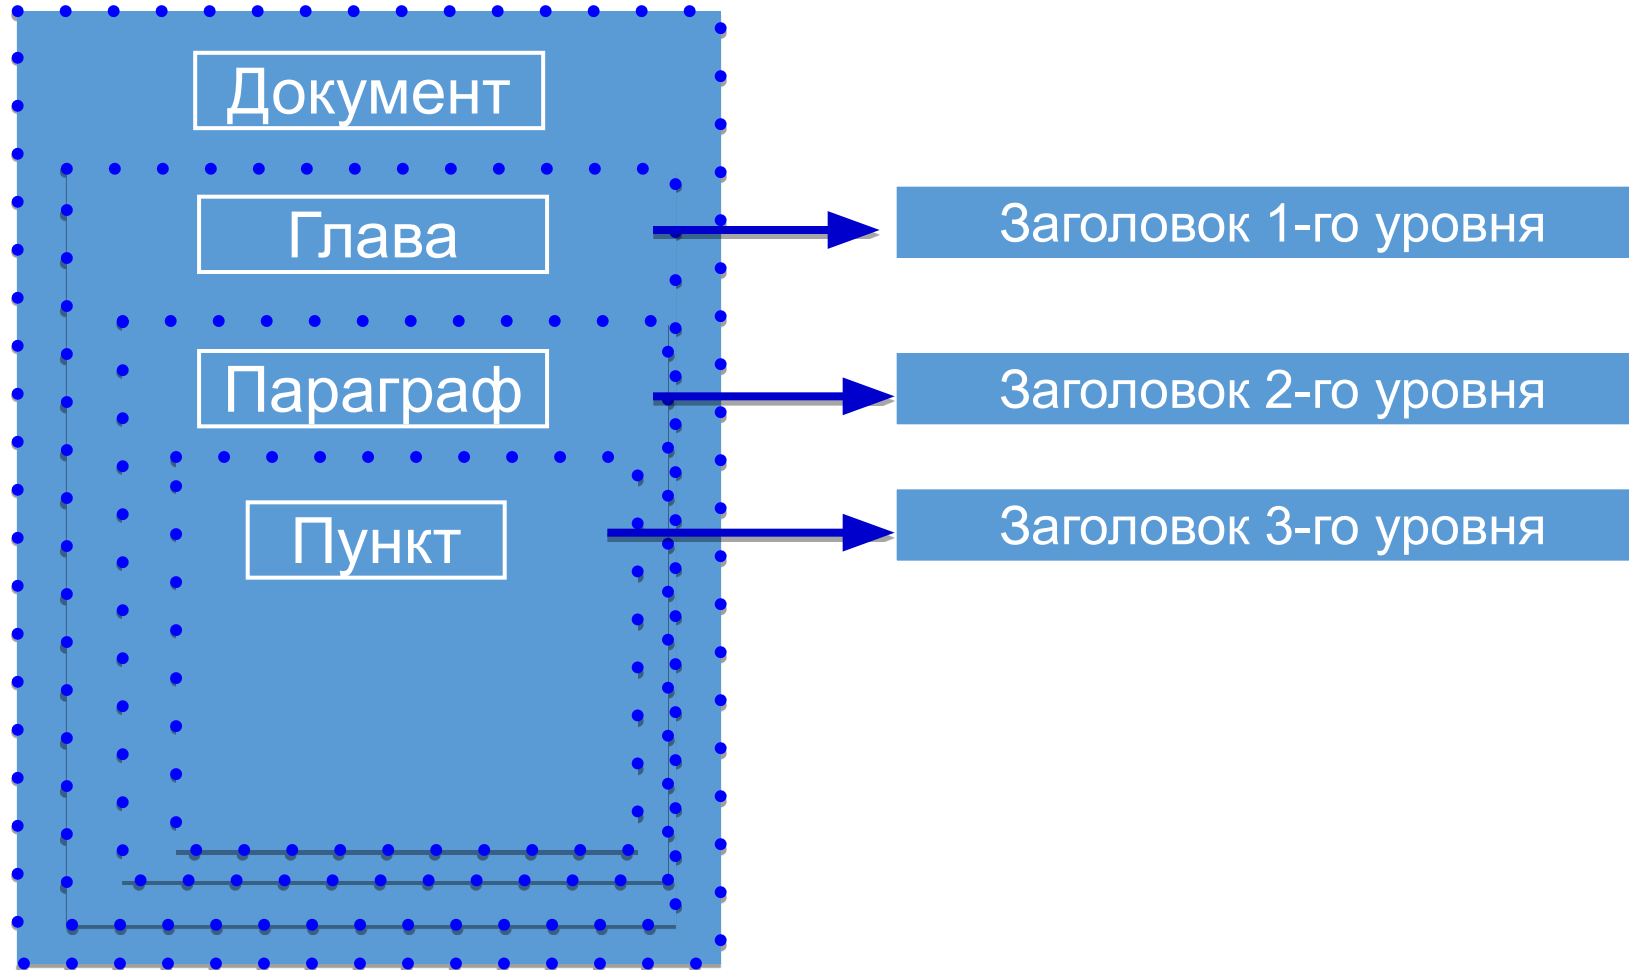 Документ
Глава
Заголовок 1-го уровня
Параграф
Заголовок 2-го уровня
Пункт
Заголовок 3-го уровня